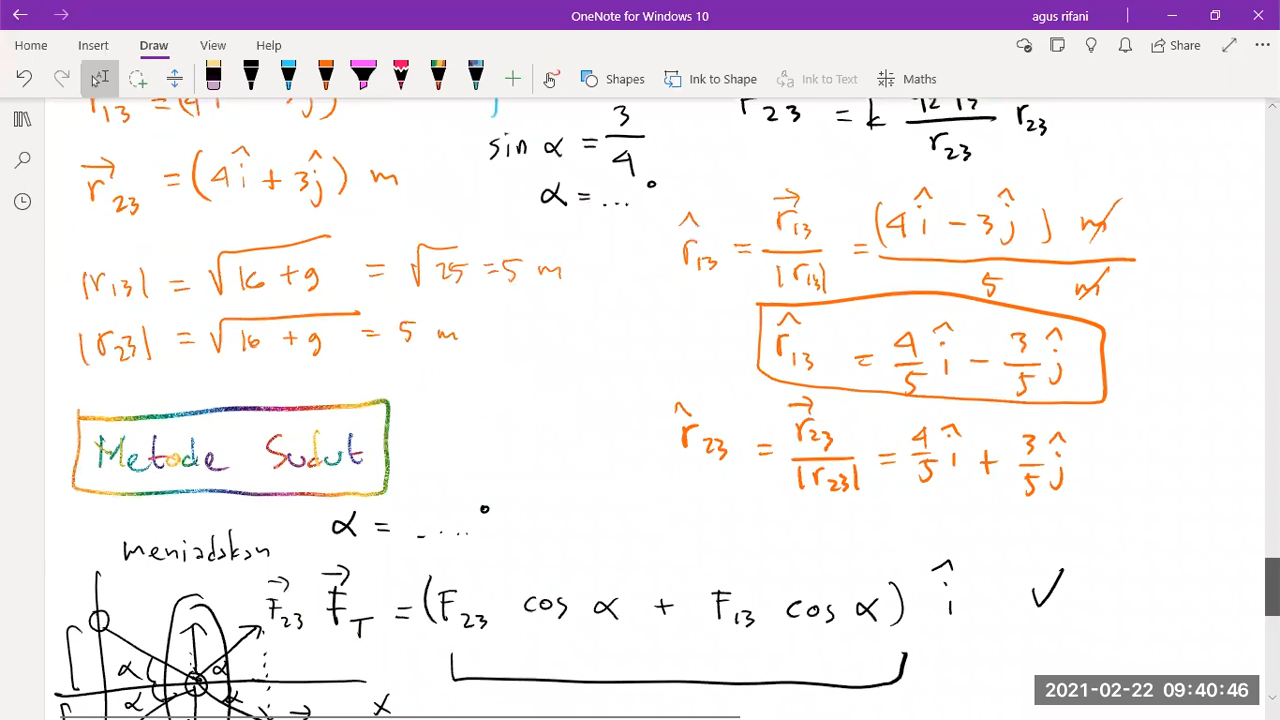 OneNote for Windows 10
agus rifani
Home Insert Draw View Help
Share
Shapes
Ink to Shape
Ink to Text
Maths
r⃗₂₃ = (4î + 3ĵ) m
|r₁₃| = √16 + 9 = √25 = 5 m
|r₂₃| = √16 + 9 = 5 m
sin α = 3/4
α = ...°
r̂₁₃ = r⃗₁₃/|r₁₃| = (4î − 3ĵ) m / 5 m
r̂₁₃ = 4/5 î − 3/5 ĵ
r̂₂₃ = r⃗₂₃/|r₂₃| = 4/5 î + 3/5 ĵ
Metode Sudut
α = ....°
meniadakan
F⃗₂₃
F⃗T = (F₂₃ cos α + F₁₃ cos α) î ✓
α α
α α
X
2021-02-22 09:40:46